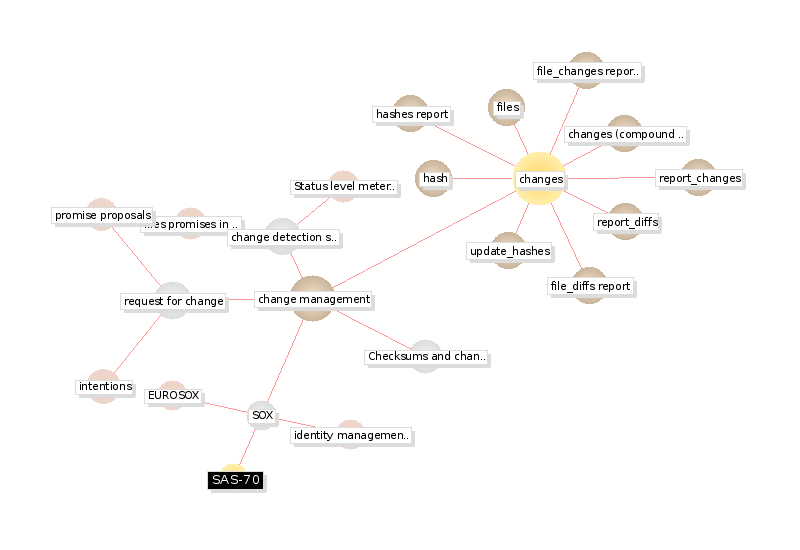 file_changes repor..
files
hashes report
changes (compound ..
hash
changes
report_changes
Status level meter..
promise proposals
...es promises in ..
report_diffs
change detection s..
update_hashes
file_diffs report
request for change
change management
Checksums and chan..
intentions
EUROSOX
SOX
identity managemen..
SAS-70